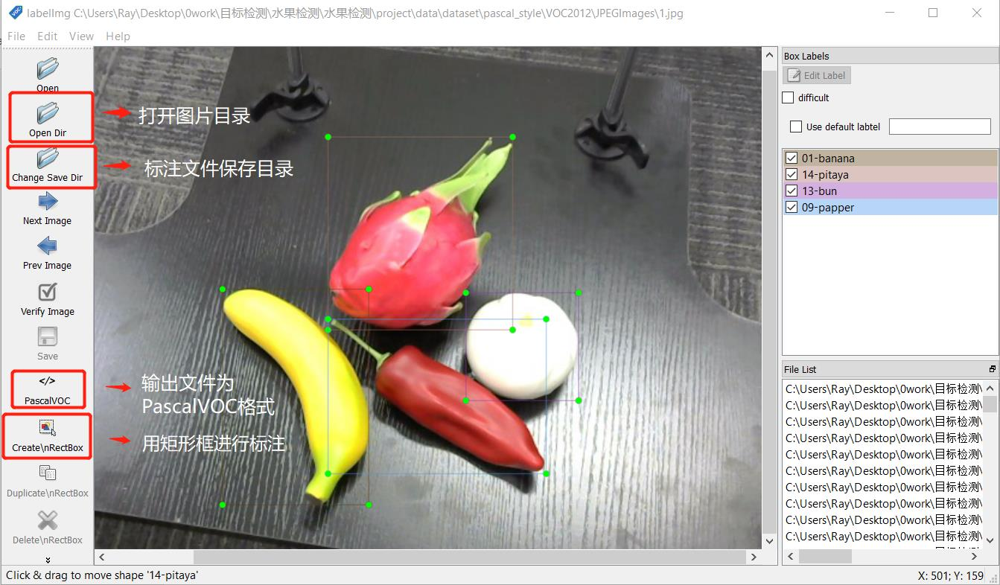 labelImg C:\Users\Ray\Desktop\0work\目标检测\水果检测\水果检测\project\data\dataset\pascal_style\VOC2012\JPEGImages\1.jpg
File Edit View Help
Open
Open Dir
Change Save Dir
Next Image
Prev Image
Verify Image
Save
</>
PascalVOC
Create\nRectBox
Duplicate\nRectBox
Delete\nRectBox
打开图片目录
标注文件保存目录
输出文件为
PascalVOC格式
用矩形框进行标注
Box Labels
Edit Label
difficult
Use default labtel
01-banana
14-pitaya
13-bun
09-papper
File List
C:\Users\Ray\Desktop\0work\目标检测\
C:\Users\Ray\Desktop\0work\目标检测\
C:\Users\Ray\Desktop\0work\目标检测\
C:\Users\Ray\Desktop\0work\目标检测\
C:\Users\Ray\Desktop\0work\目标检测\
C:\Users\Ray\Desktop\0work\目标检测\
C:\Users\Ray\Desktop\0work\目标检测\
C:\Users\Ray\Desktop\0work\目标检测\
C:\Users\Ray\Desktop\0work\目标检测\
C:\Users\Ray\Desktop\0work\目标检测\
Click & drag to move shape '14-pitaya'
X: 501; Y: 159